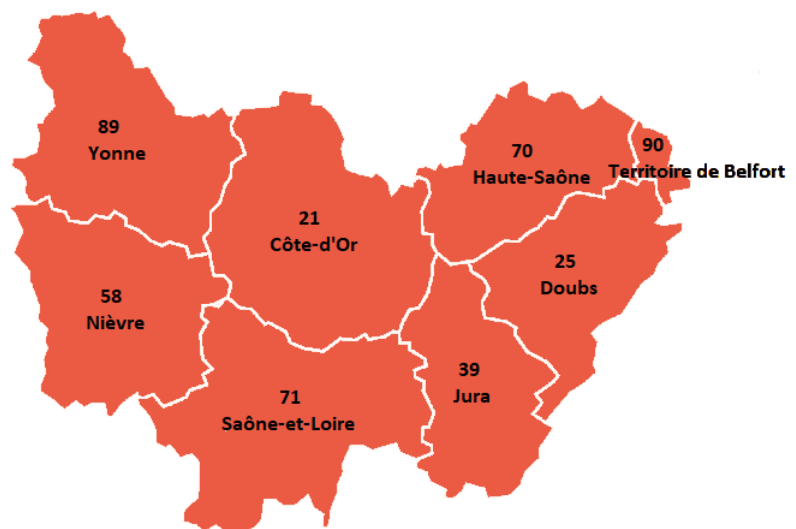 89
Yonne
70
Haute-Saône
90
Territoire de Belfort
21
Côte-d'Or
25
Doubs
58
Nièvre
39
Jura
71
Saône-et-Loire